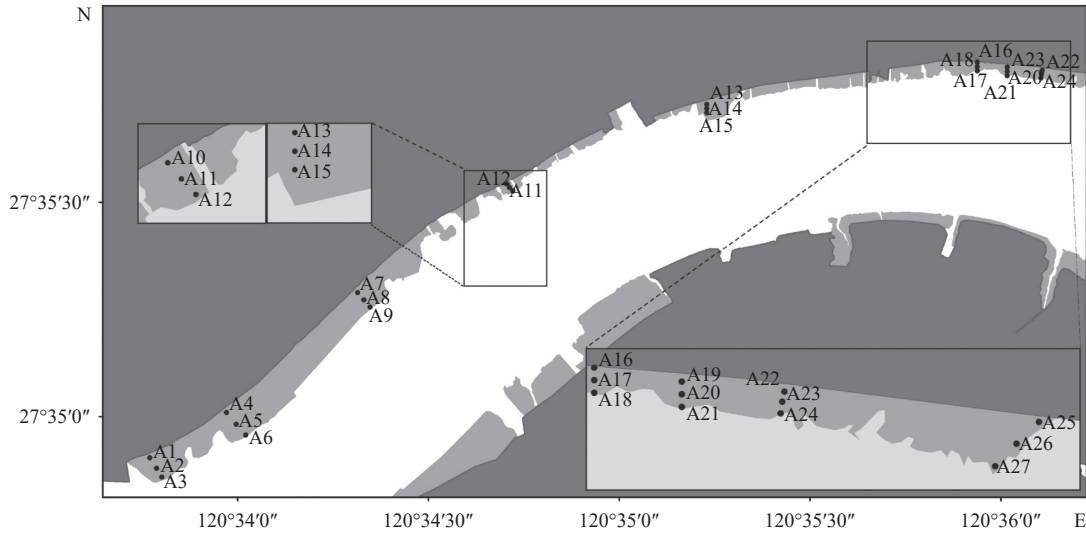 N
A16
A18 A23 A22
A17 A20 A24
A21
A13
A14
A15
A13
A10 A14
A11 A15
A12
A12
A11
27°35′30″
A7
A8
A9
A16 A19 A22
A17 A20 A23
A18 A21 A24
A25
A26
A27
A4
A5
A6
27°35′0″
A1
A2
A3
120°34′0″ 120°34′30″ 120°35′0″ 120°35′30″ 120°36′0″ E